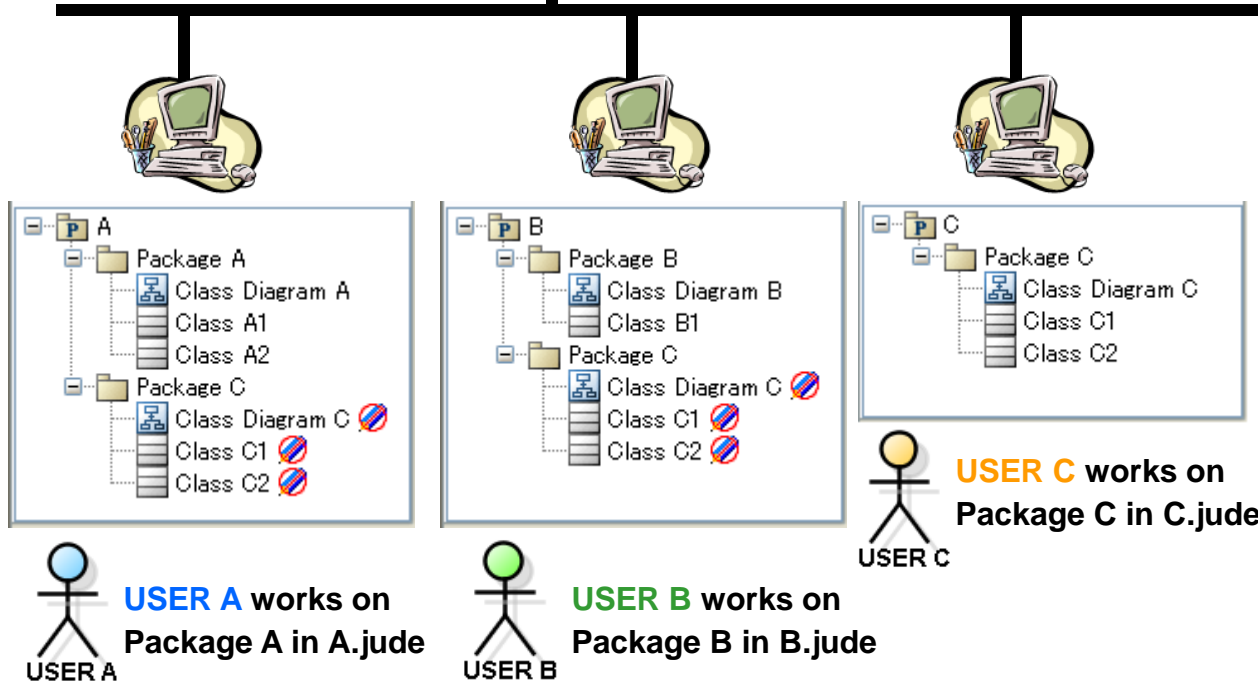 A
Package A
Class Diagram A
Class A1
Class A2
Package C
Class Diagram C
Class C1
Class C2
USER A works on
Package A in A.jude
USER A
B
Package B
Class Diagram B
Class B1
Package C
Class Diagram C
Class C1
Class C2
USER B works on
Package B in B.jude
USER B
C
Package C
Class Diagram C
Class C1
Class C2
USER C works on
Package C in C.jude
USER C